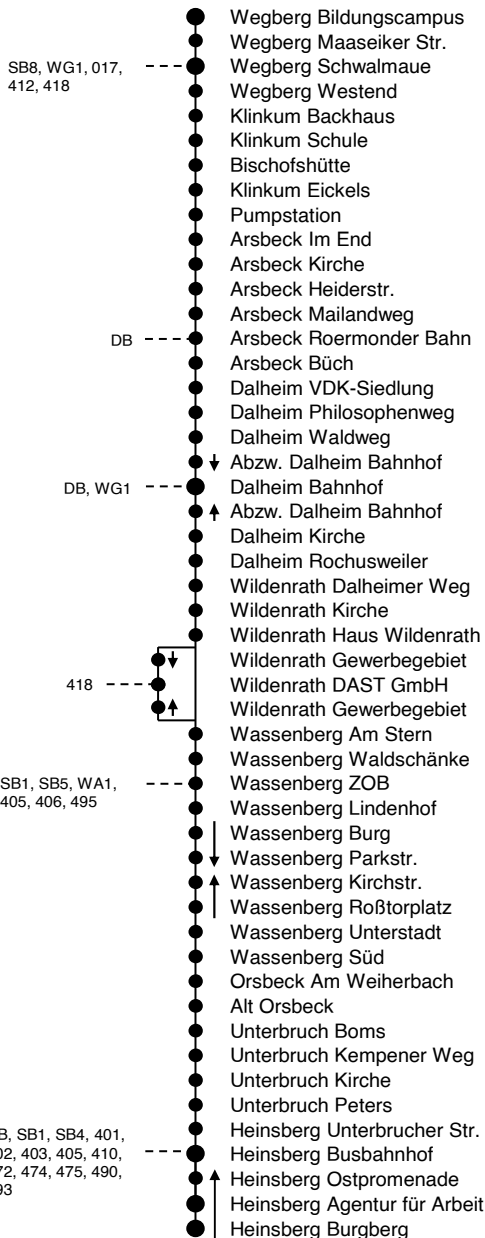 Wegberg Bildungscampus
Wegberg Maaseiker Str.
SB8, WG1, 017,
412, 418
Wegberg Schwalmaue
Wegberg Westend
Klinkum Backhaus
Klinkum Schule
Bischofshütte
Klinkum Eickels
Pumpstation
Arsbeck Im End
Arsbeck Kirche
Arsbeck Heiderstr.
Arsbeck Mailandweg
DB
Arsbeck Roermonder Bahn
Arsbeck Büch
Dalheim VDK-Siedlung
Dalheim Philosophenweg
Dalheim Waldweg
Abzw. Dalheim Bahnhof
DB, WG1
Dalheim Bahnhof
Abzw. Dalheim Bahnhof
Dalheim Kirche
Dalheim Rochusweiler
Wildenrath Dalheimer Weg
Wildenrath Kirche
Wildenrath Haus Wildenrath
Wildenrath Gewerbegebiet
418
Wildenrath DAST GmbH
Wildenrath Gewerbegebiet
Wassenberg Am Stern
Wassenberg Waldschänke
SB1, SB5, WA1,
405, 406, 495
Wassenberg ZOB
Wassenberg Lindenhof
Wassenberg Burg
Wassenberg Parkstr.
Wassenberg Kirchstr.
Wassenberg Roßtorplatz
Wassenberg Unterstadt
Wassenberg Süd
Orsbeck Am Weiherbach
Alt Orsbeck
Unterbruch Boms
Unterbruch Kempener Weg
Unterbruch Kirche
Unterbruch Peters
Heinsberg Unterbrucher Str.
B, SB1, SB4, 401,
02, 403, 405, 410,
72, 474, 475, 490,
93
Heinsberg Busbahnhof
Heinsberg Ostpromenade
Heinsberg Agentur für Arbeit
Heinsberg Burgberg